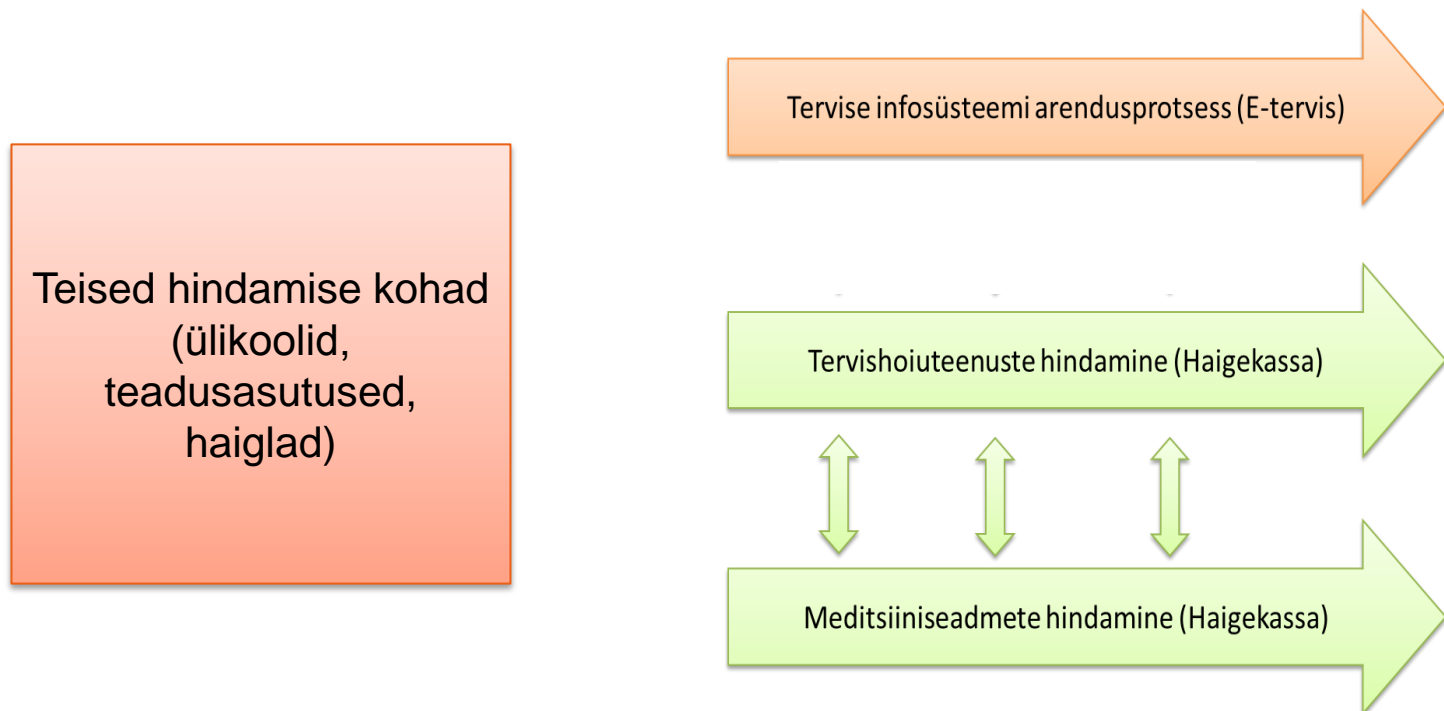 Teised hindamise kohad
(ülikoolid,
teadusasutused,
haiglad)
Tervise infosüsteemi arendusprotsess (E-tervis)
Tervishoiuteenuste hindamine (Haigekassa)
Meditsiiniseadmete hindamine (Haigekassa)